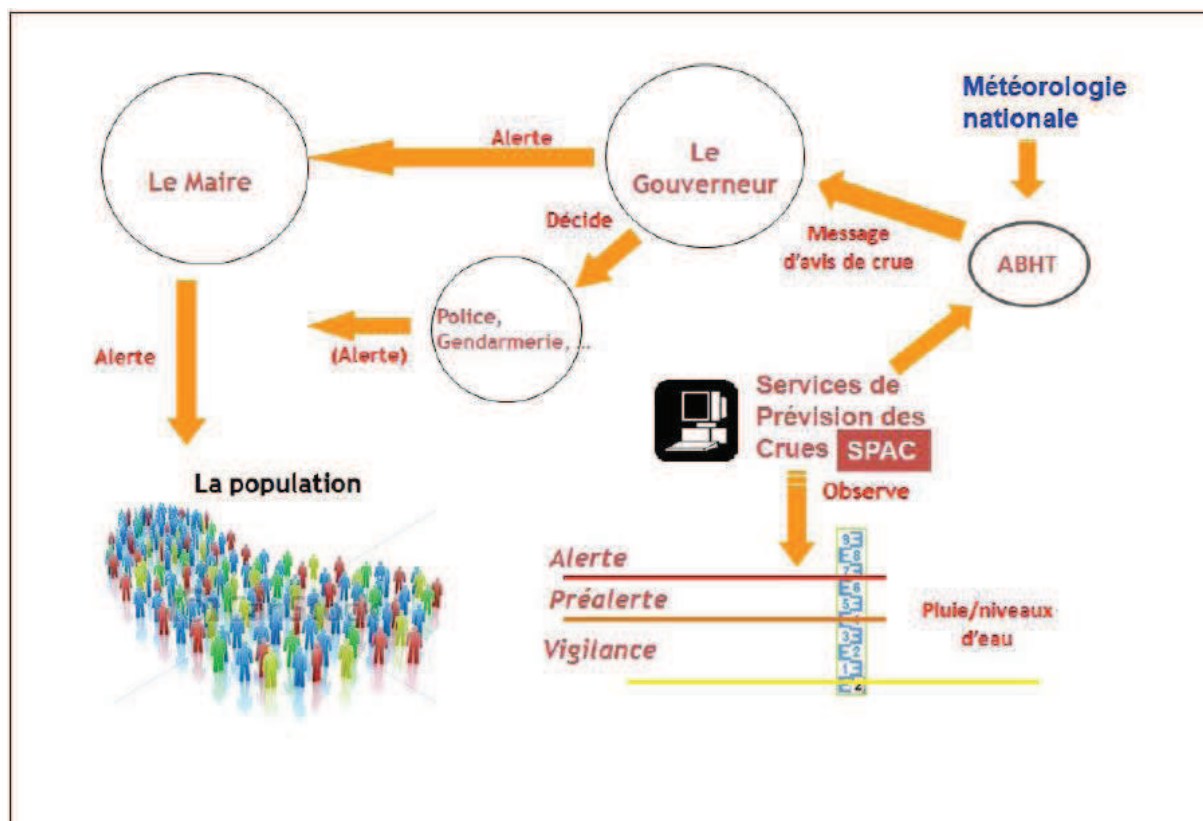 Météorologie
nationale
Alerte
Le
Gouverneur
Le Maire
Décide
Message
d'avis de crue
ABHT
Police,
Gendarmerie, ...
(Alerte)
Alerte
Services de
Prévision des
Crues SPAC
Observe
La population
Alerte
Préalerte
Vigilance
Pluie/niveaux
d'eau